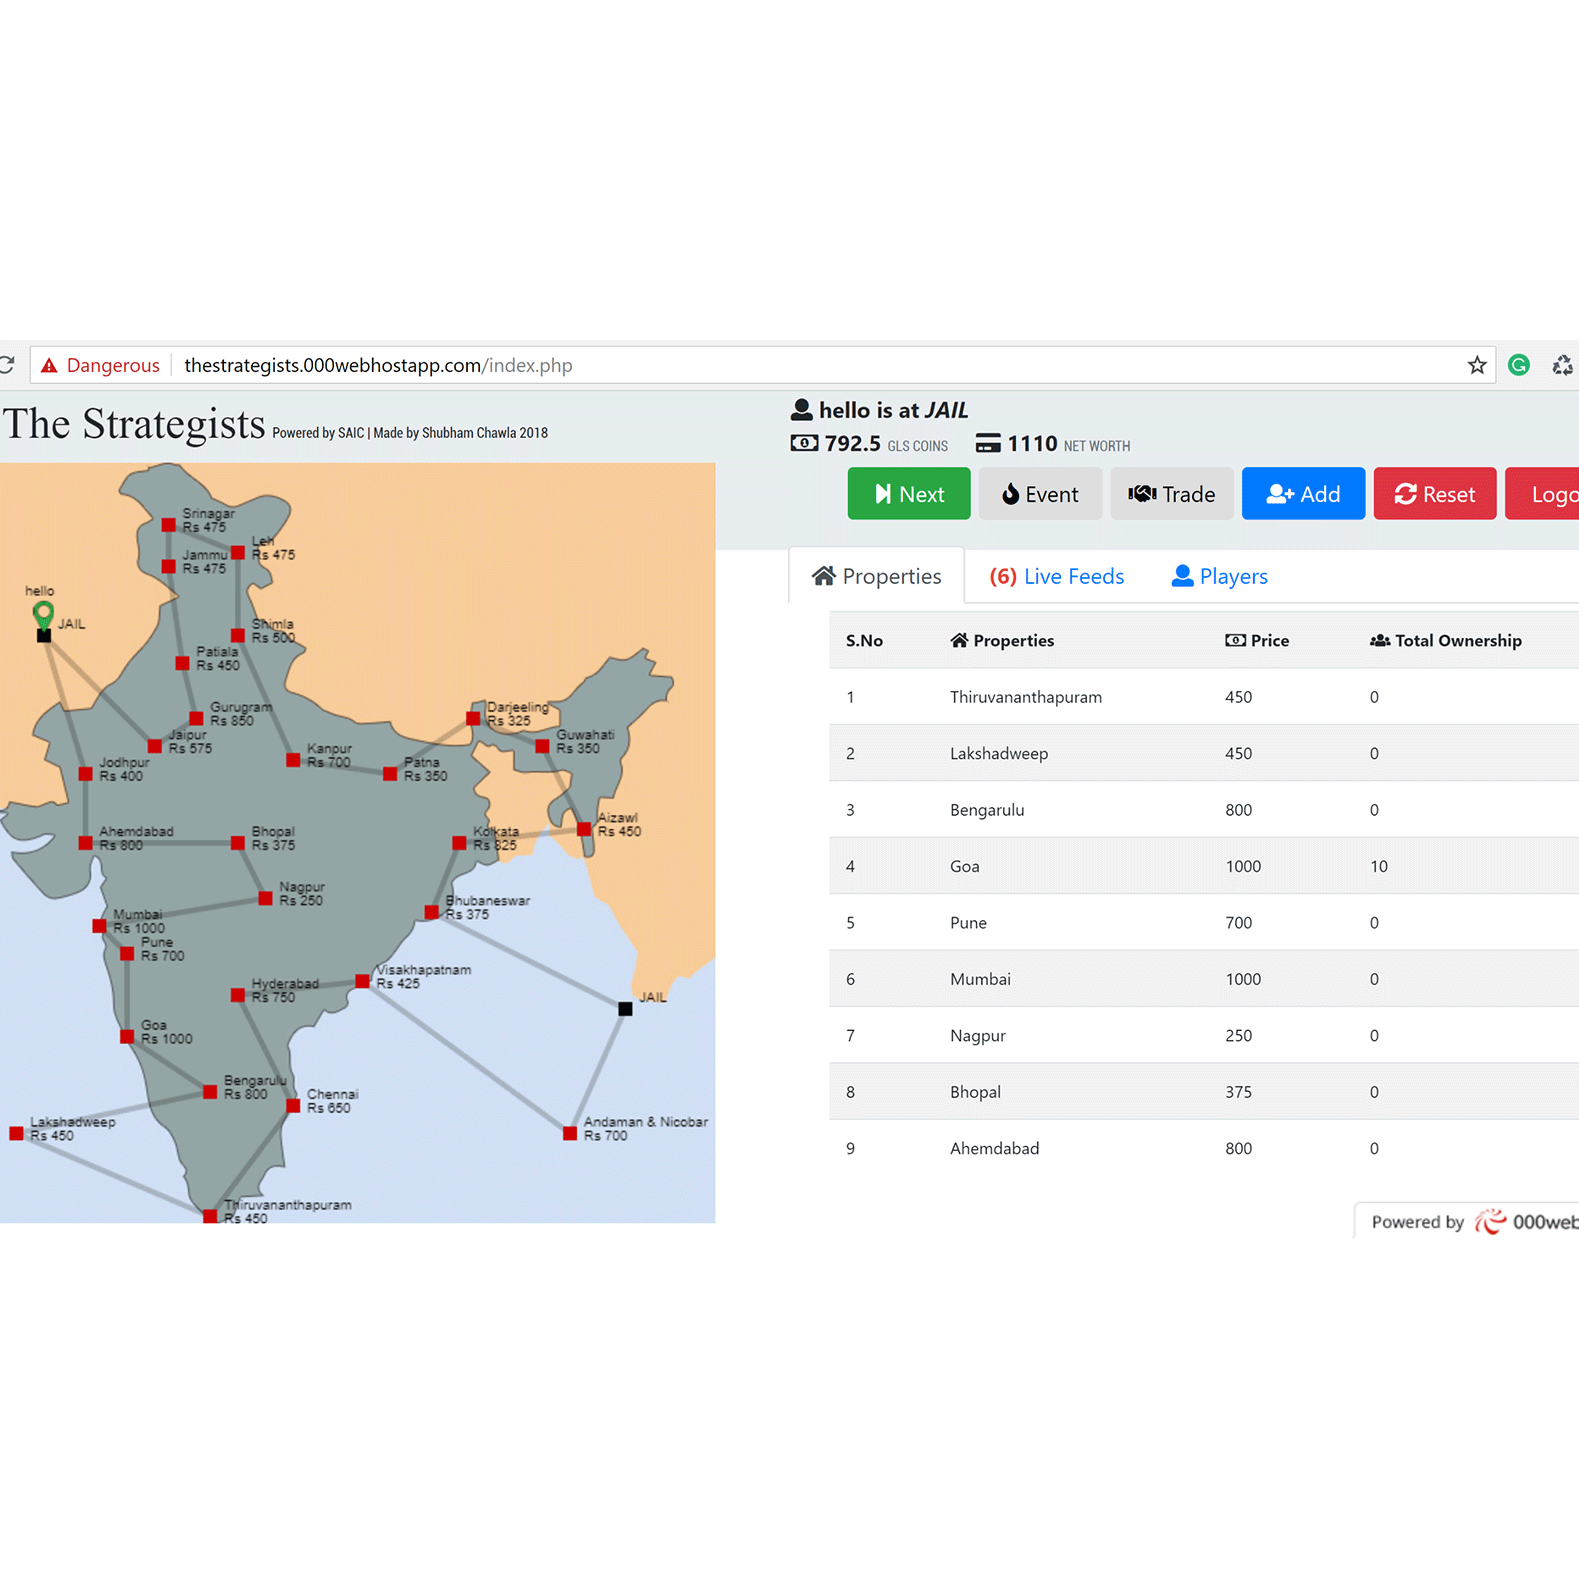 Dangerous thestrategists.000webhostapp.com/index.php
The Strategists Powered by SAIC | Made by Shubham Chawla 2018
hello is at JAIL
792.5 GLS COINS 1110 NET WORTH
Next Event Trade Add Reset Logo
Properties (6) Live Feeds Players
S.No Properties Price Total Ownership
1 Thiruvananthapuram 450 0
2 Lakshadweep 450 0
3 Bengarulu 800 0
4 Goa 1000 10
5 Pune 700 0
6 Mumbai 1000 0
7 Nagpur 250 0
8 Bhopal 375 0
9 Ahemdabad 800 0
Powered by 000web
Srinagar
Rs 475
Leh
Rs 475
Jammu
Rs 475
hello
JAIL
Shimla
Rs 500
Patiala
Rs 450
Gurugram
Rs 850
Jaipur
Rs 575
Darjeeling
Rs 325
Guwahati
Rs 350
Kanpur
Rs 700
Patna
Rs 350
Jodhpur
Rs 400
Aizawl
Rs 450
Ahemdabad
Rs 800
Bhopal
Rs 375
Kolkata
Rs 825
Nagpur
Rs 250
Bhubaneswar
Rs 375
Mumbai
Rs 1000
Pune
Rs 700
Visakhapatnam
Rs 425
Hyderabad
Rs 750
JAIL
Goa
Rs 1000
Bengarulu
Rs 800
Chennai
Rs 650
Lakshadweep
Rs 450
Andaman & Nicobar
Rs 700
Thiruvananthapuram
Rs 450